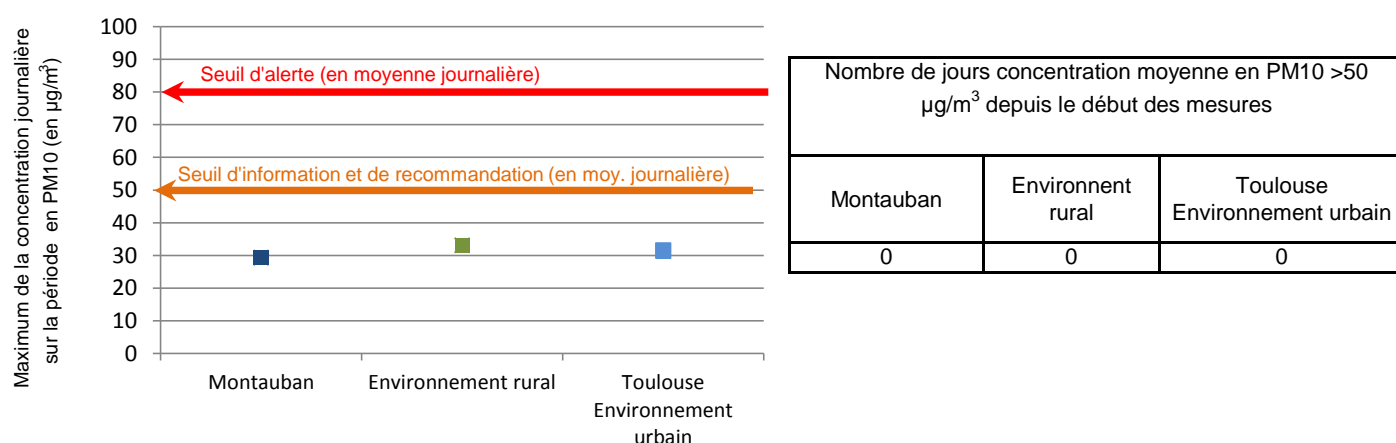 Maximum de la concentration journalière
sur la période en PM10 (en µg/m³)
100
90
80
70
60
50
40
30
20
10
0
Seuil d'alerte (en moyenne journalière)
Seuil d'information et de recommandation (en moy. journalière)
Montauban
Environnement rural
Toulouse
Environnement
urbain
Nombre de jours concentration moyenne en PM10 >50
µg/m³ depuis le début des mesures
Montauban
Environnent
rural
Toulouse
Environnement urbain
0
0
0